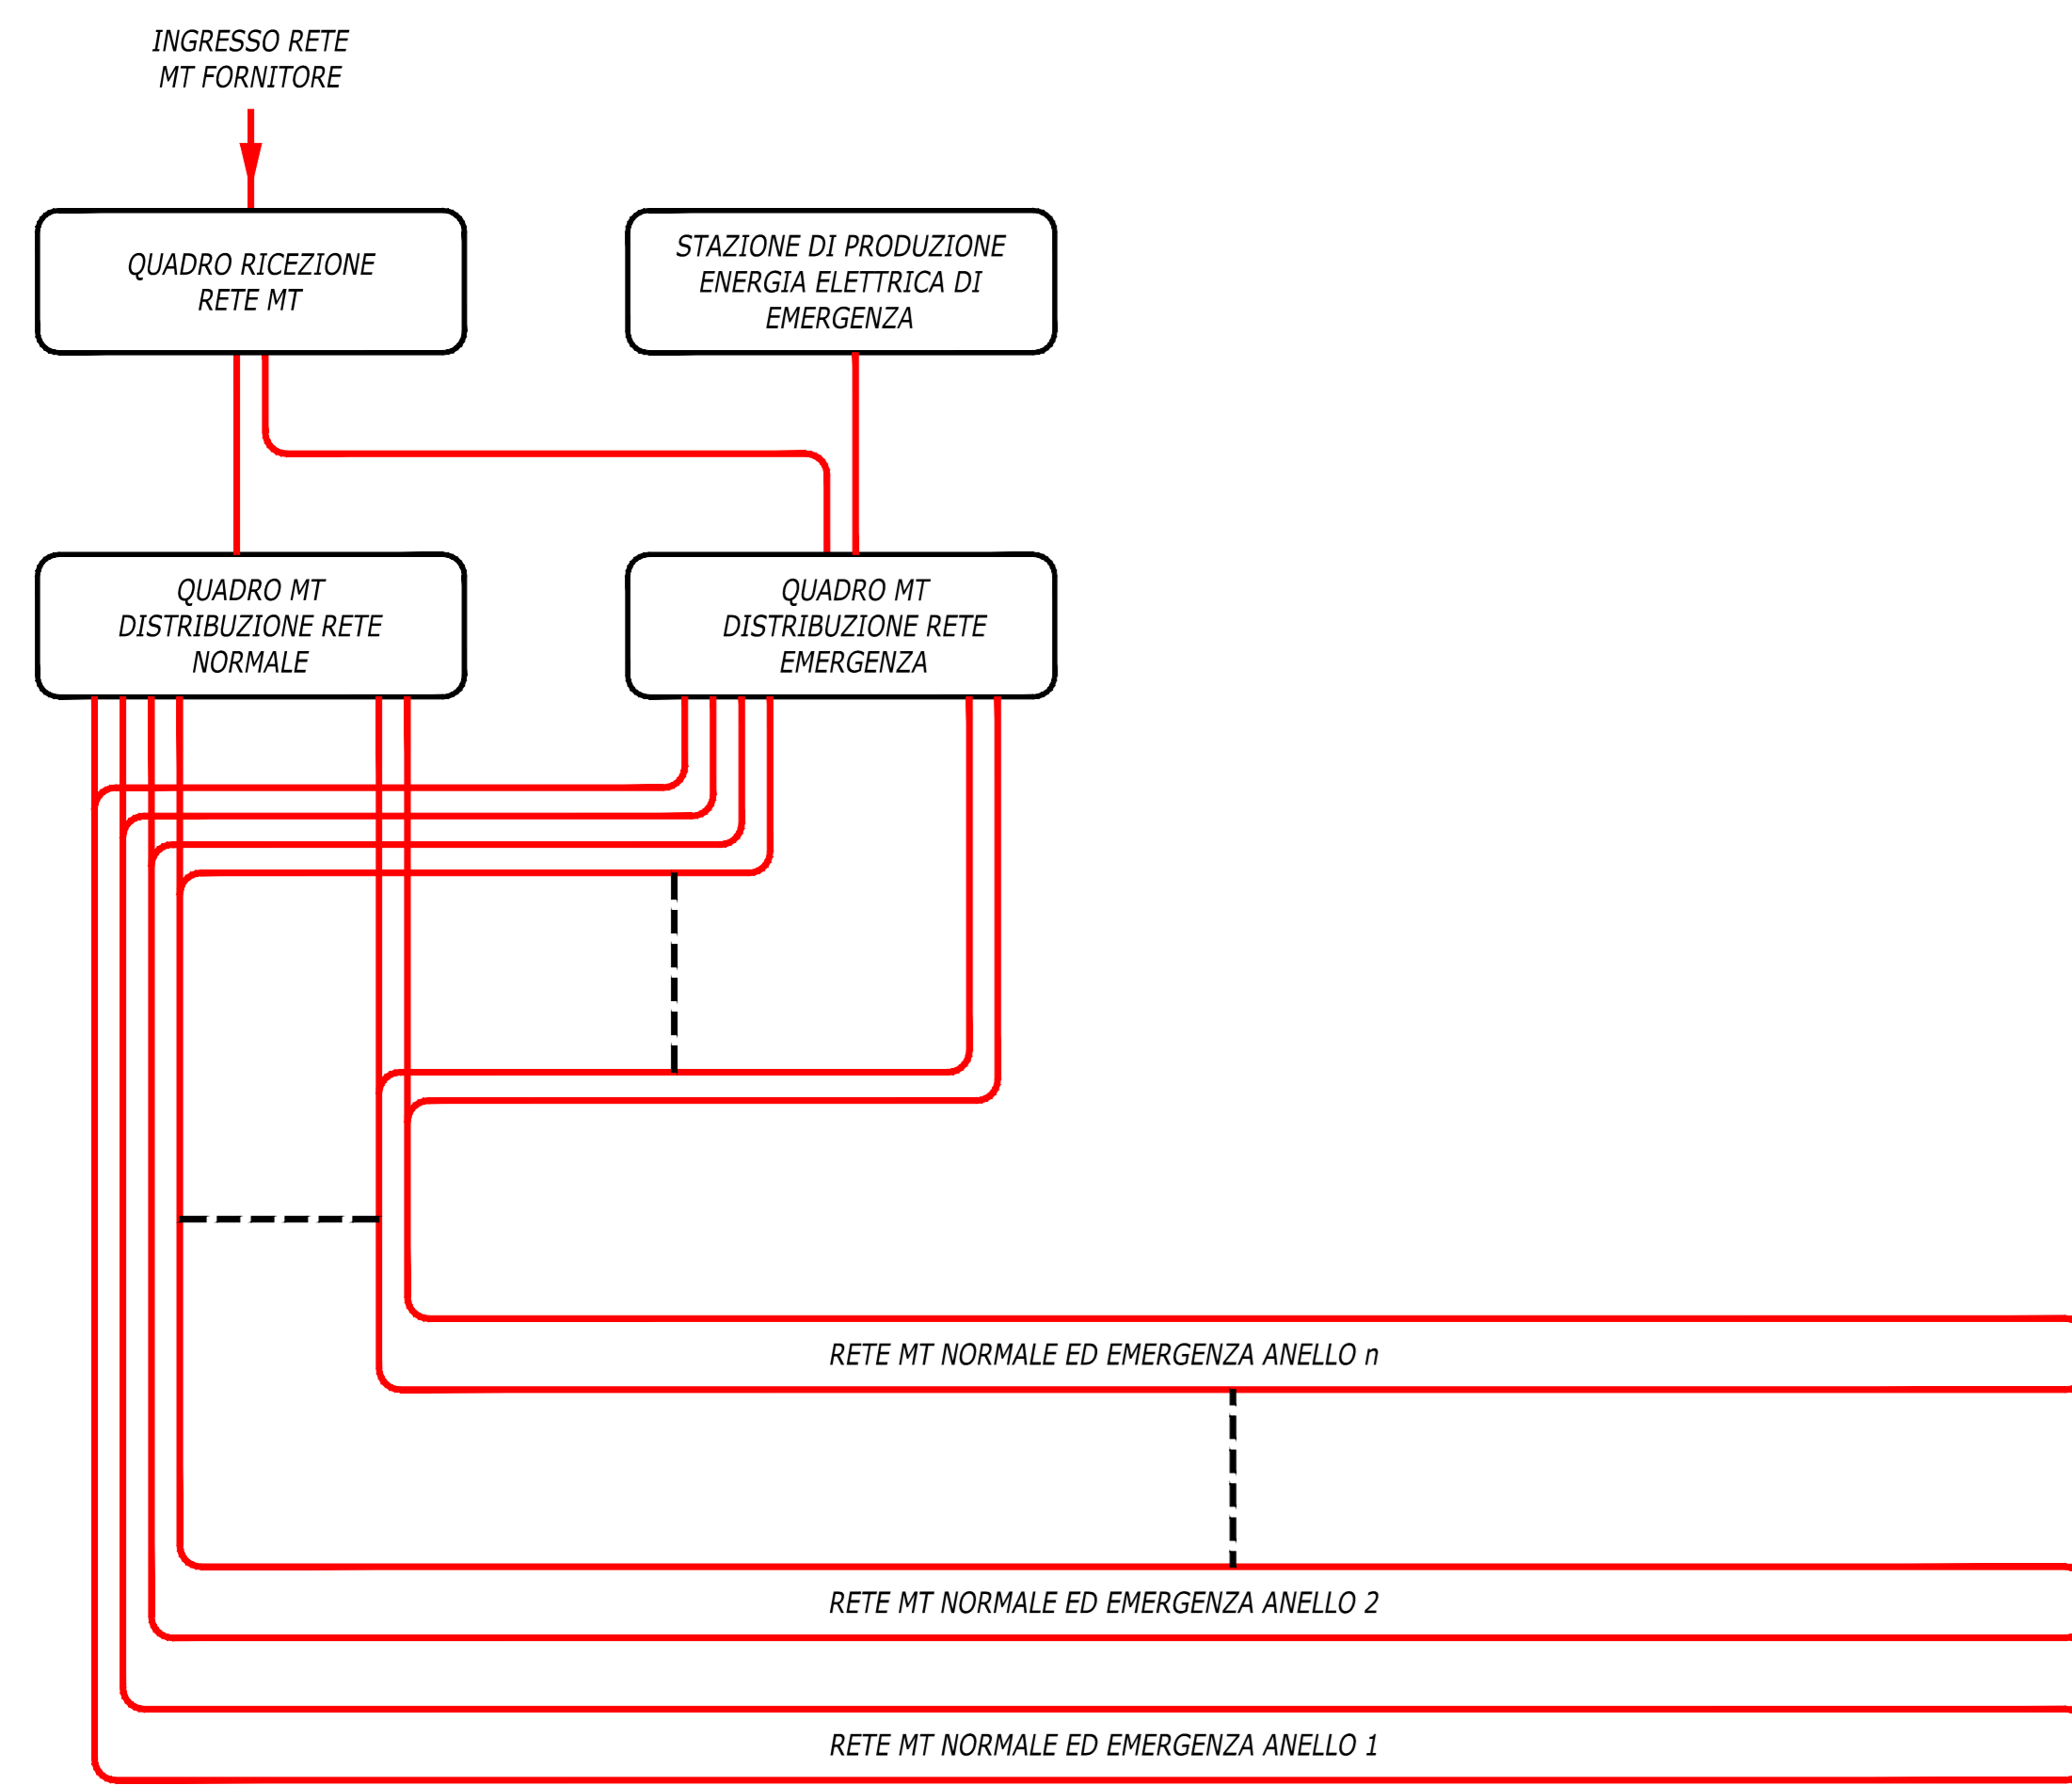 INGRESSO RETE
MT FORNITORE
QUADRO RICEZIONE
RETE MT
STAZIONE DI PRODUZIONE
ENERGIA ELETTRICA DI
EMERGENZA
QUADRO MT
DISTRIBUZIONE RETE
NORMALE
QUADRO MT
DISTRIBUZIONE RETE
EMERGENZA
RETE MT NORMALE ED EMERGENZA ANELLO n
RETE MT NORMALE ED EMERGENZA ANELLO 2
RETE MT NORMALE ED EMERGENZA ANELLO 1